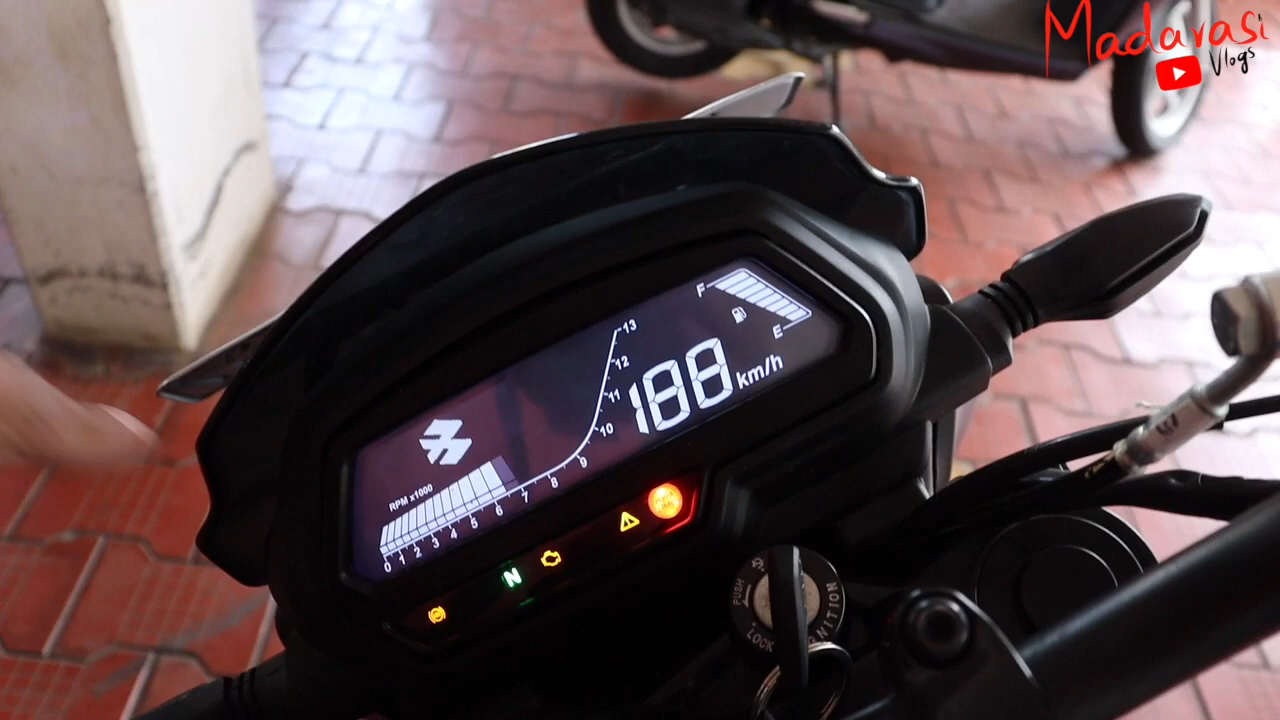 Madavasi
Vlogs
F
E
13
12
11
10
9
8
7
6
5
4
3
2
1
0
RPM x1000
188 km/h
N
PUSH
LOCK
IGNITION